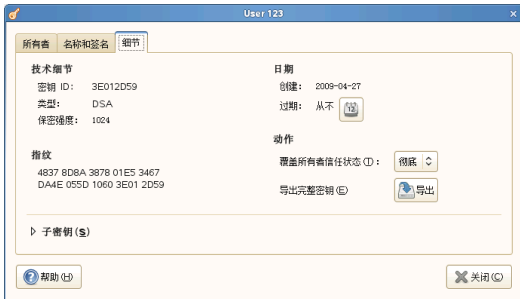 User 123
所有者 名称和签名 细节
技术细节
密钥 ID： 3E012D59
类型： DSA
保密强度： 1024
指纹
4837 8D8A 3878 01E5 3467
DA4E 055D 1060 3E01 2D59
日期
创建： 2009-04-27
过期： 从不
12
动作
覆盖所有者信任状态(T)： 彻底
导出完整密钥(E) 导出
子密钥(S)
帮助(H) 关闭(C)